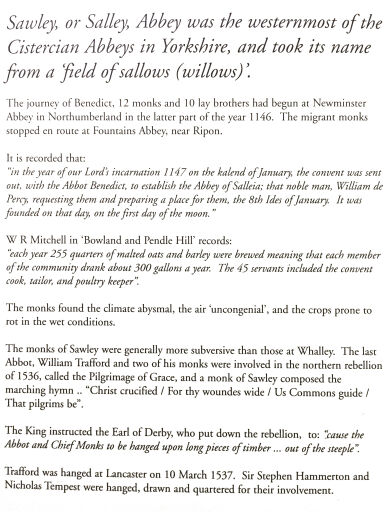 Sawley, or Salley, Abbey was the westernmost of the
Cistercian Abbeys in Yorkshire, and took its name
from a 'field of sallows (willows)'.
The journey of Benedict, 12 monks and 10 lay brothers had begun at Newminster
Abbey in Northumberland in the latter part of the year 1146.  The migrant monks
stopped en route at Fountains Abbey, near Ripon.
It is recorded that:
"in the year of our Lord's incarnation 1147 on the kalend of January, the convent was sent
out, with the Abbot Benedict, to establish the Abbey of Salleia; that noble man, William de
Percy, requesting them and preparing a place for them, the 8th Ides of January.  It was
founded on that day, on the first day of the moon."
W R Mitchell in 'Bowland and Pendle Hill' records:
"each year 255 quarters of malted oats and barley were brewed meaning that each member
of the community drank about 300 gallons a year.  The 45 servants included the convent
cook, tailor, and poultry keeper".
The monks found the climate abysmal, the air 'uncongenial', and the crops prone to
rot in the wet conditions.
The monks of Sawley were generally more subversive than those at Whalley.  The last
Abbot, William Trafford and two of his monks were involved in the northern rebellion
of 1536, called the Pilgrimage of Grace, and a monk of Sawley composed the
marching hymn .. "Christ crucified / For thy woundes wide / Us Commons guide /
That pilgrims be".
The King instructed the Earl of Derby, who put down the rebellion,  to: "cause the
Abbot and Chief Monks to be hanged upon long pieces of timber ... out of the steeple".
Trafford was hanged at Lancaster on 10 March 1537.  Sir Stephen Hammerton and
Nicholas Tempest were hanged, drawn and quartered for their involvement.